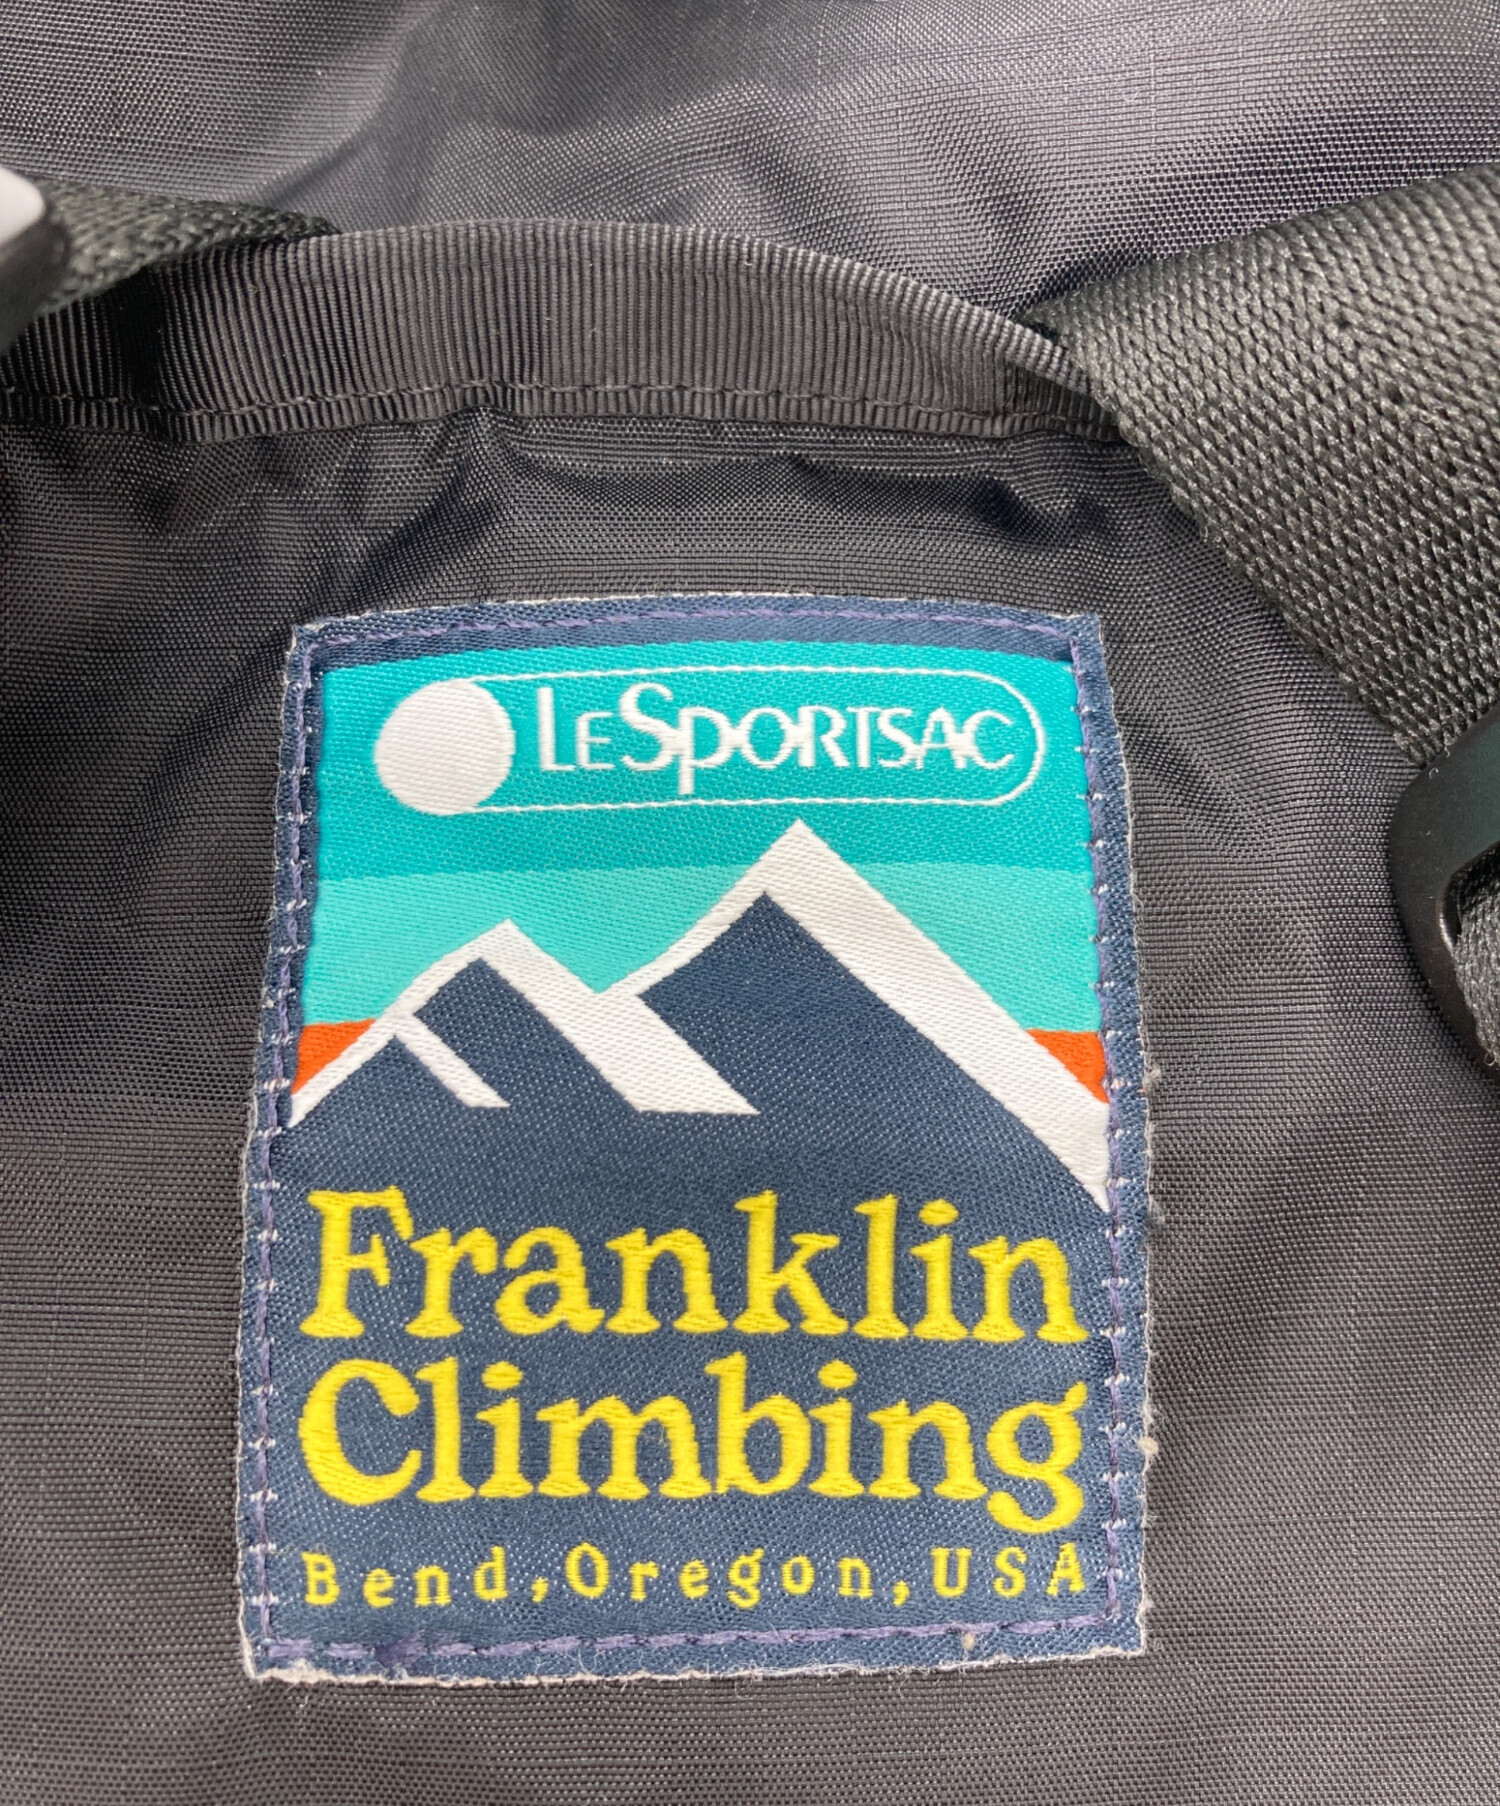 LeSportsac
Franklin
Climbing
Bend, Oregon, USA